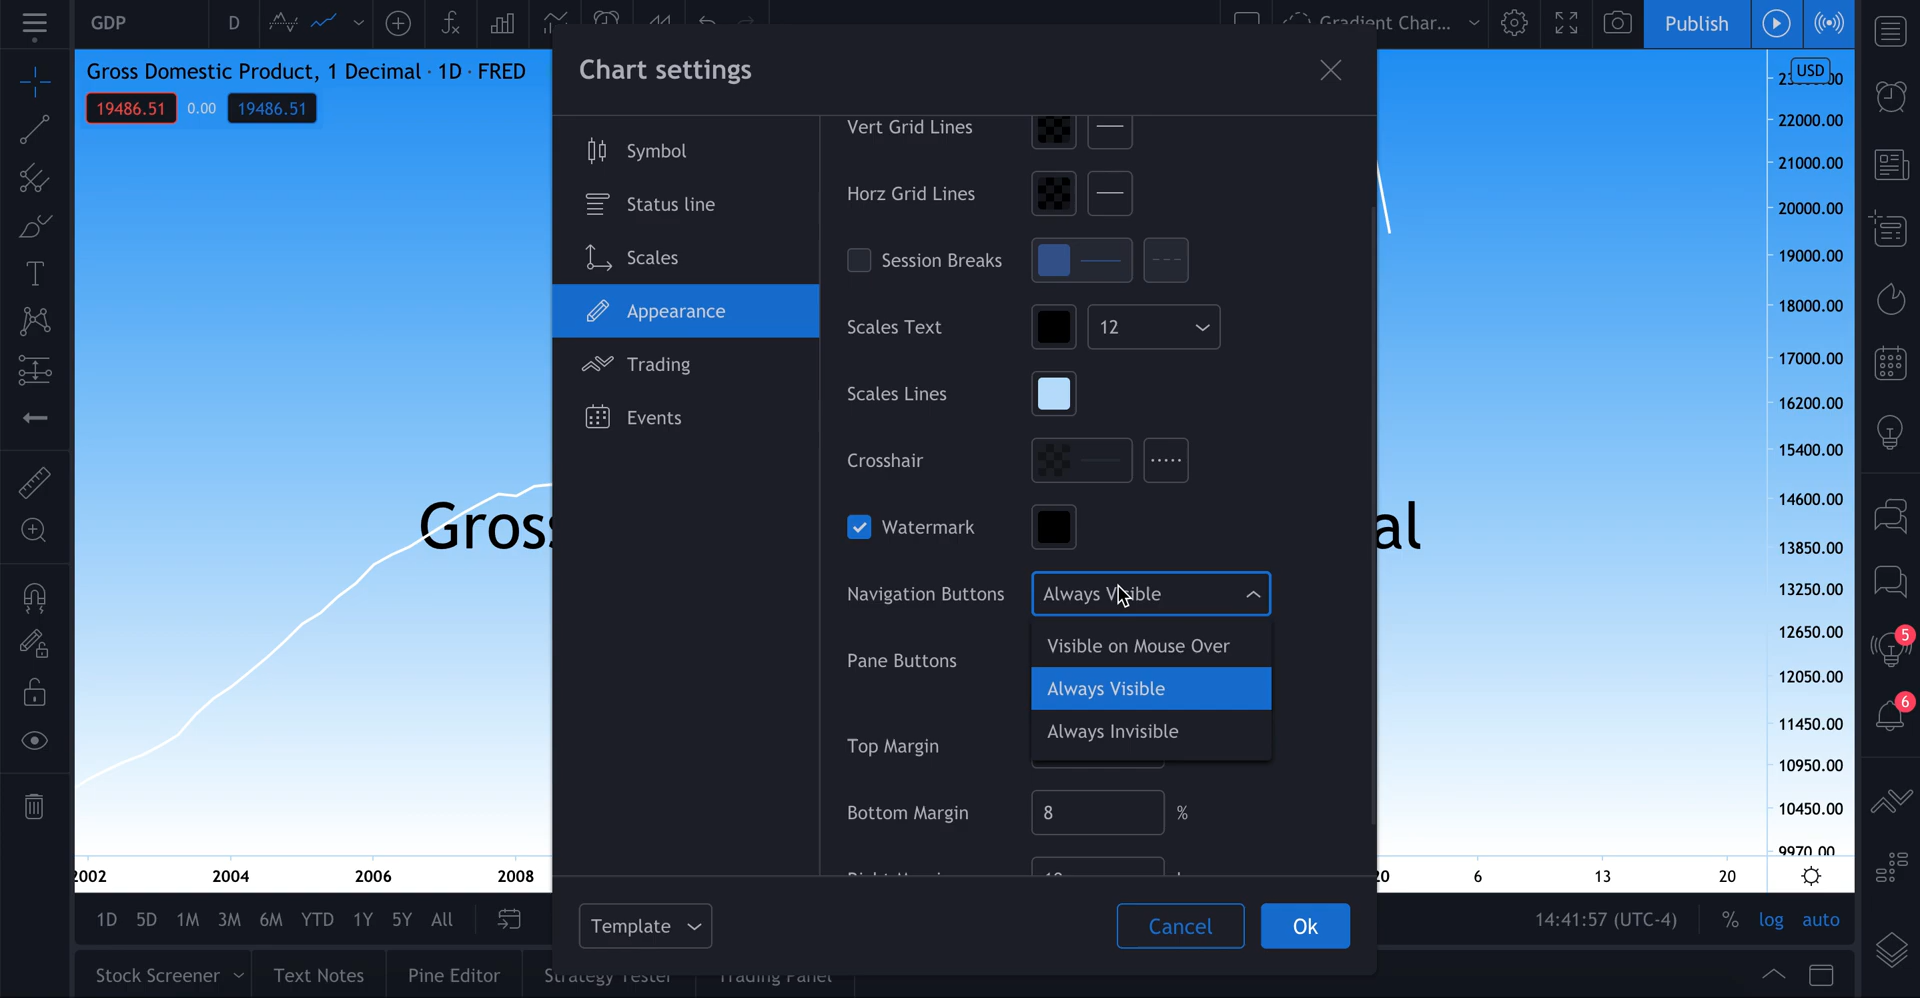 GDP
D
Gradient Char...
Publish
Gross Domestic Product, 1 Decimal · 1D · FRED
19486.51 0.00 19486.51
USD
22000.00
21000.00
20000.00
19000.00
18000.00
17000.00
16200.00
15400.00
14600.00
13850.00
13250.00
12650.00
12050.00
11450.00
10950.00
10450.00
9970.00
Gros
al
Chart settings
Symbol
Status line
Scales
Appearance
Trading
Events
Vert Grid Lines
Horz Grid Lines
Session Breaks
Scales Text 12
Scales Lines
Crosshair
Watermark
Navigation Buttons Always Visible
Visible on Mouse Over
Always Visible
Always Invisible
Pane Buttons
Top Margin
Bottom Margin 8 %
Template
Cancel
Ok
2002 2004 2006 2008 20 6 13 20
1D 5D 1M 3M 6M YTD 1Y 5Y All
14:41:57 (UTC-4) % log auto
Stock Screener Text Notes Pine Editor Strategy Tester Trading Panel
5
6